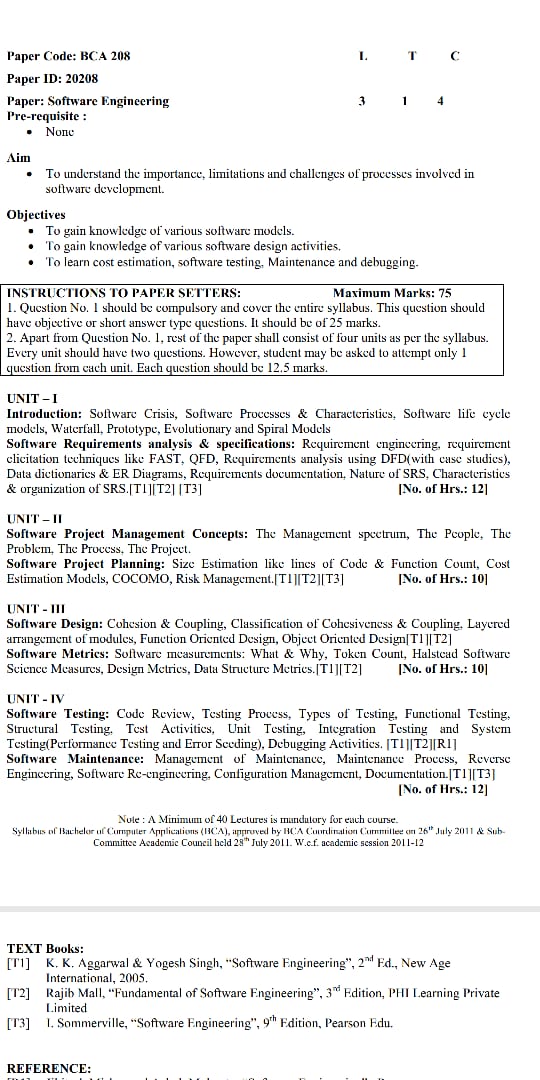 Paper Code: BCA 208 L T C
Paper ID: 20208
Paper: Software Engineering 3 1 4
Pre-requisite :
• None
Aim
• To understand the importance, limitations and challenges of processes involved in
software development.
Objectives
• To gain knowledge of various software models.
• To gain knowledge of various software design activities.
• To learn cost estimation, software testing, Maintenance and debugging.
INSTRUCTIONS TO PAPER SETTERS: Maximum Marks: 75
1. Question No. 1 should be compulsory and cover the entire syllabus. This question should
have objective or short answer type questions. It should be of 25 marks.
2. Apart from Question No. 1, rest of the paper shall consist of four units as per the syllabus.
Every unit should have two questions. However, student may be asked to attempt only 1
question from each unit. Each question should be 12.5 marks.
UNIT – I
Introduction: Software Crisis, Software Processes & Characteristics, Software life cycle
models, Waterfall, Prototype, Evolutionary and Spiral Models
Software Requirements analysis & specifications: Requirement engineering, requirement
elicitation techniques like FAST, QFD, Requirements analysis using DFD(with case studies),
Data dictionaries & ER Diagrams, Requirements documentation, Nature of SRS, Characteristics
& organization of SRS.[T1][T2] [T3] [No. of Hrs.: 12]
UNIT – II
Software Project Management Concepts: The Management spectrum, The People, The
Problem, The Process, The Project.
Software Project Planning: Size Estimation like lines of Code & Function Count, Cost
Estimation Models, COCOMO, Risk Management.[T1][T2][T3] [No. of Hrs.: 10]
UNIT - III
Software Design: Cohesion & Coupling, Classification of Cohesiveness & Coupling, Layered
arrangement of modules, Function Oriented Design, Object Oriented Design[T1][T2]
Software Metrics: Software measurements: What & Why, Token Count, Halstead Software
Science Measures, Design Metrics, Data Structure Metrics.[T1][T2] [No. of Hrs.: 10]
UNIT - IV
Software Testing: Code Review, Testing Process, Types of Testing, Functional Testing,
Structural Testing, Test Activities, Unit Testing, Integration Testing and System
Testing(Performance Testing and Error Seeding), Debugging Activities. [T1][T2][R1]
Software Maintenance: Management of Maintenance, Maintenance Process, Reverse
Engineering, Software Re-engineering, Configuration Management, Documentation.[T1][T3]
[No. of Hrs.: 12]
Note : A Minimum of 40 Lectures is mandatory for each course.
Syllabus of Bachelor of Computer Applications (BCA), approved by BCA Coordination Committee on 26th July 2011 & Sub-
Committee Academic Council held 28th July 2011. W.e.f. academic session 2011-12
TEXT Books:
[T1] K. K. Aggarwal & Yogesh Singh, “Software Engineering”, 2nd Ed., New Age
International, 2005.
[T2] Rajib Mall, “Fundamental of Software Engineering”, 3rd Edition, PHI Learning Private
Limited
[T3] I. Sommerville, “Software Engineering”, 9th Edition, Pearson Edu.
REFERENCE: